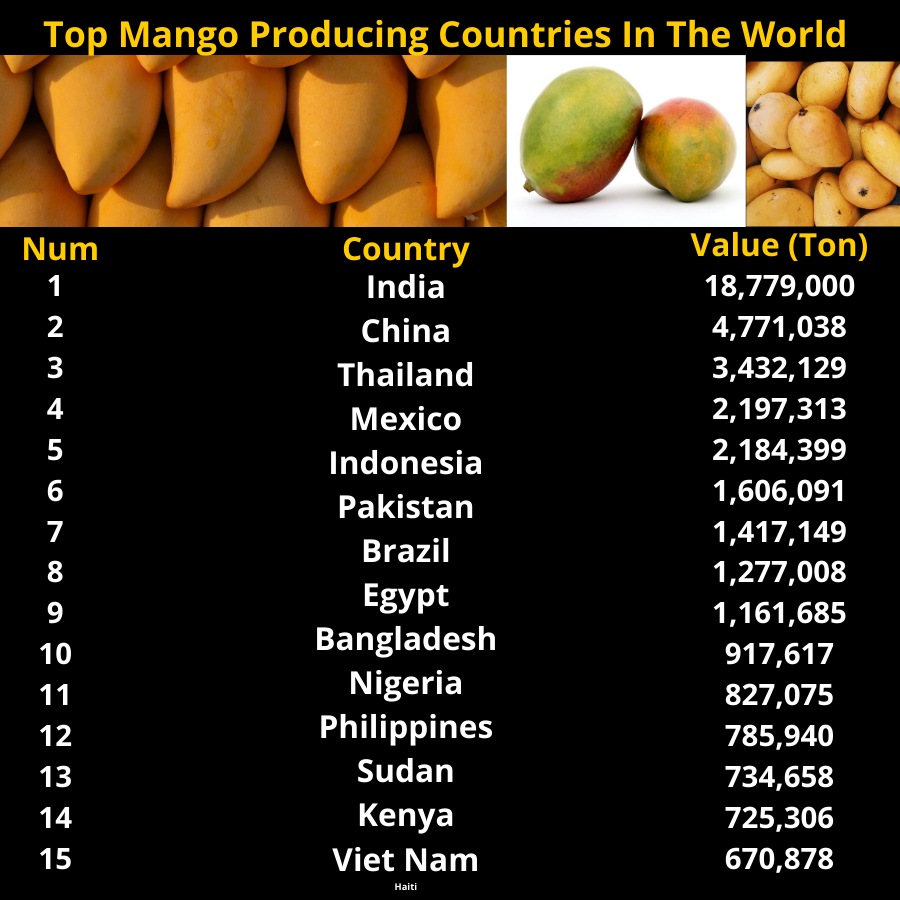 Top Mango Producing Countries In The World
Num Country Value (Ton)
1 India 18,779,000
2 China 4,771,038
3 Thailand 3,432,129
4 Mexico 2,197,313
5 Indonesia 2,184,399
6 Pakistan 1,606,091
7 Brazil 1,417,149
8 Egypt 1,277,008
9 Bangladesh 1,161,685
10 Nigeria 917,617
11 Philippines 827,075
12 Sudan 785,940
13 Kenya 734,658
14 Viet Nam 725,306
15 Haiti 670,878